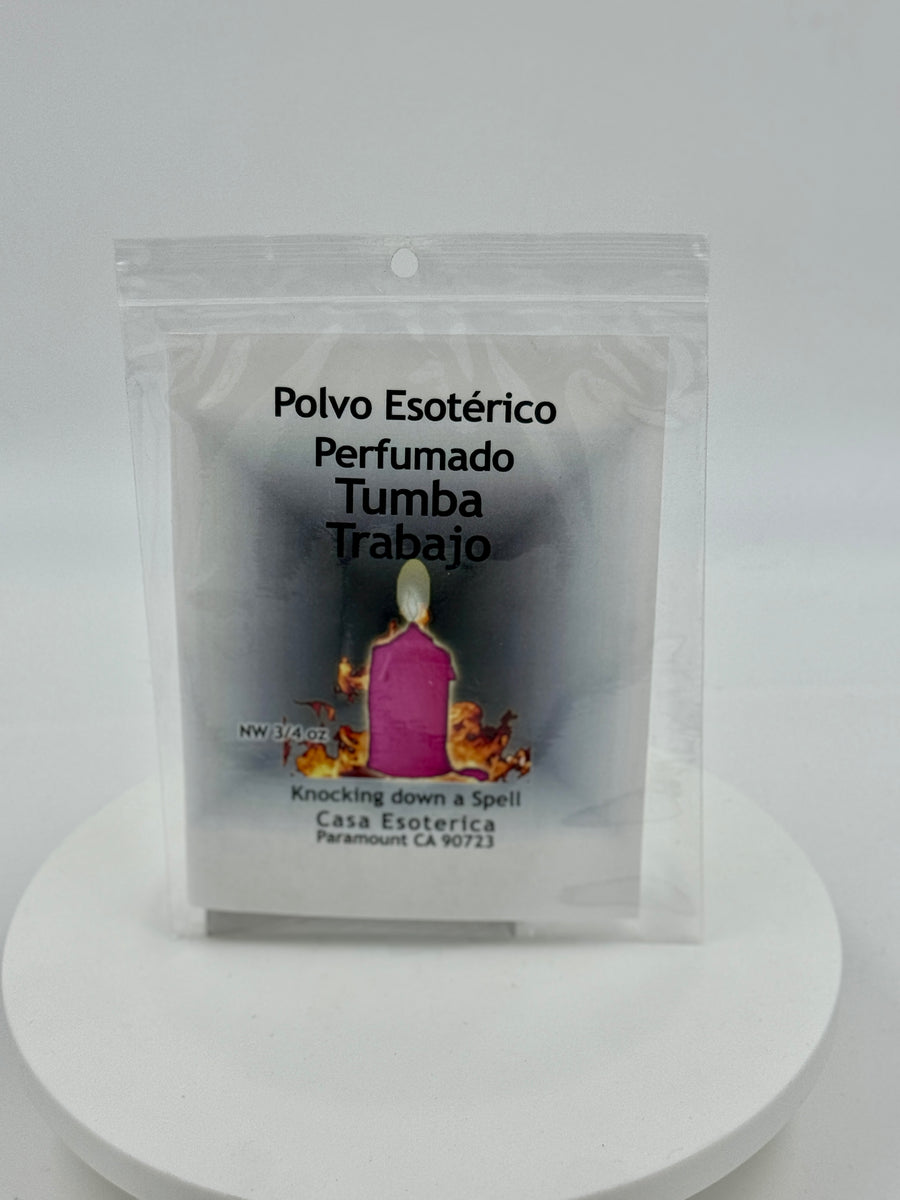 Polvo Esotérico
Perfumado
Tumba
Trabajo
NW 3/4 oz
Knocking down a Spell
Casa Esoterica
Paramount CA 90723